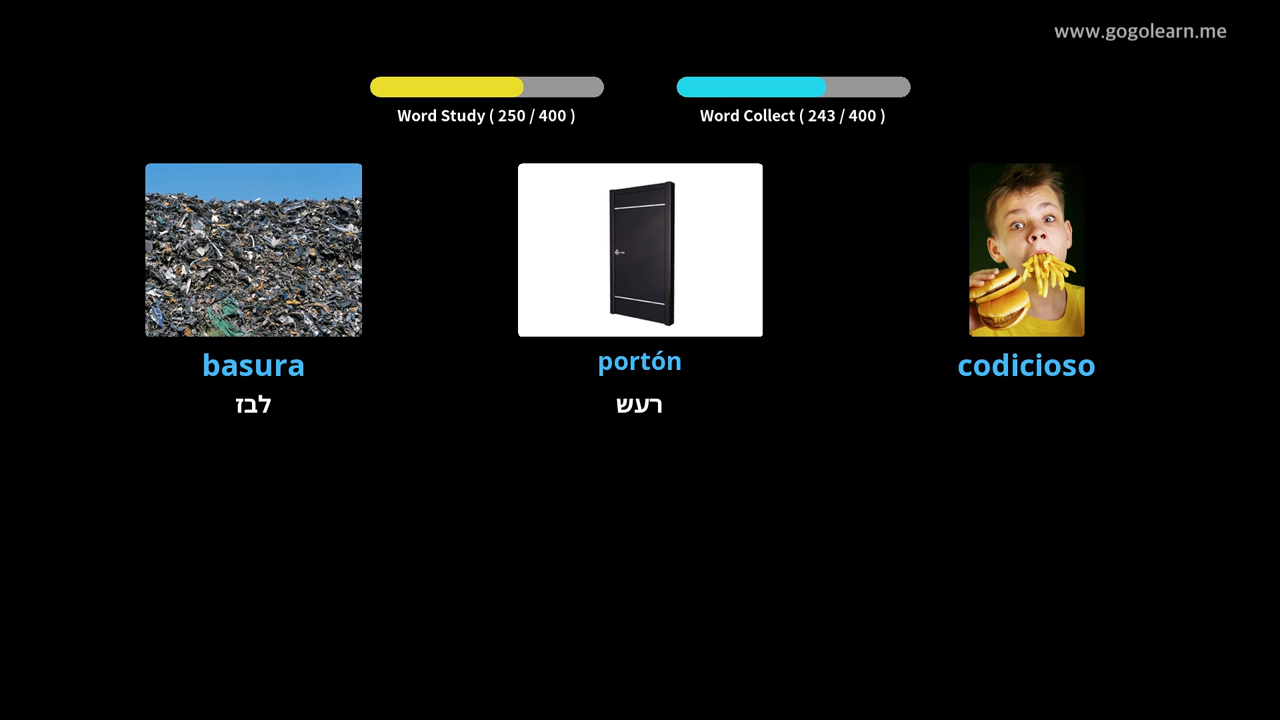 www.gogolearn.me
Word Study ( 250 / 400 )
Word Collect ( 243 / 400 )
basura
portón
codicioso
לבז
רעש